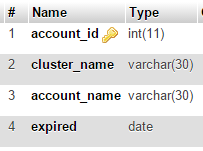 # Name Type
1 account_id int(11)
2 cluster_name varchar(30)
3 account_name varchar(30)
4 expired date